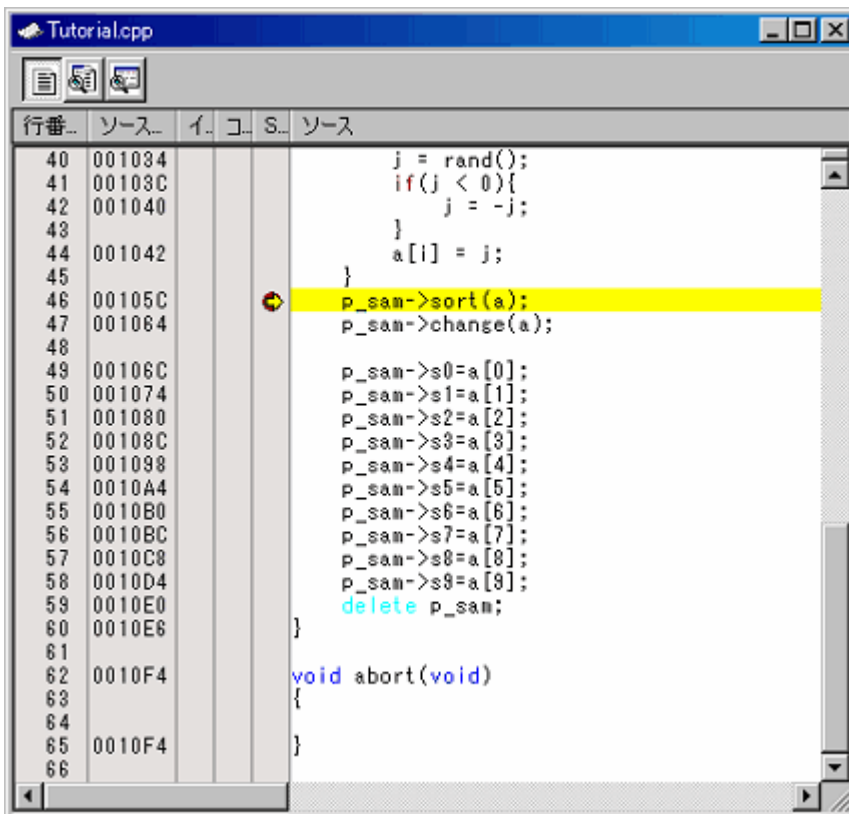 Tutorial.cpp
行番... ソース... イ... コ... S... ソース
40 001034 j = rand();
41 00103C if(j < 0){
42 001040 j = -j;
43 }
44 001042 a[i] = j;
45 }
46 00105C p_sam->sort(a);
47 001064 p_sam->change(a);
48
49 00106C p_sam->s0=a[0];
50 001074 p_sam->s1=a[1];
51 001080 p_sam->s2=a[2];
52 00108C p_sam->s3=a[3];
53 001098 p_sam->s4=a[4];
54 0010A4 p_sam->s5=a[5];
55 0010B0 p_sam->s6=a[6];
56 0010BC p_sam->s7=a[7];
57 0010C8 p_sam->s8=a[8];
58 0010D4 p_sam->s9=a[9];
59 0010E0 delete p_sam;
60 0010E6 }
61
62 0010F4 void abort(void)
63 {
64
65 0010F4 }
66